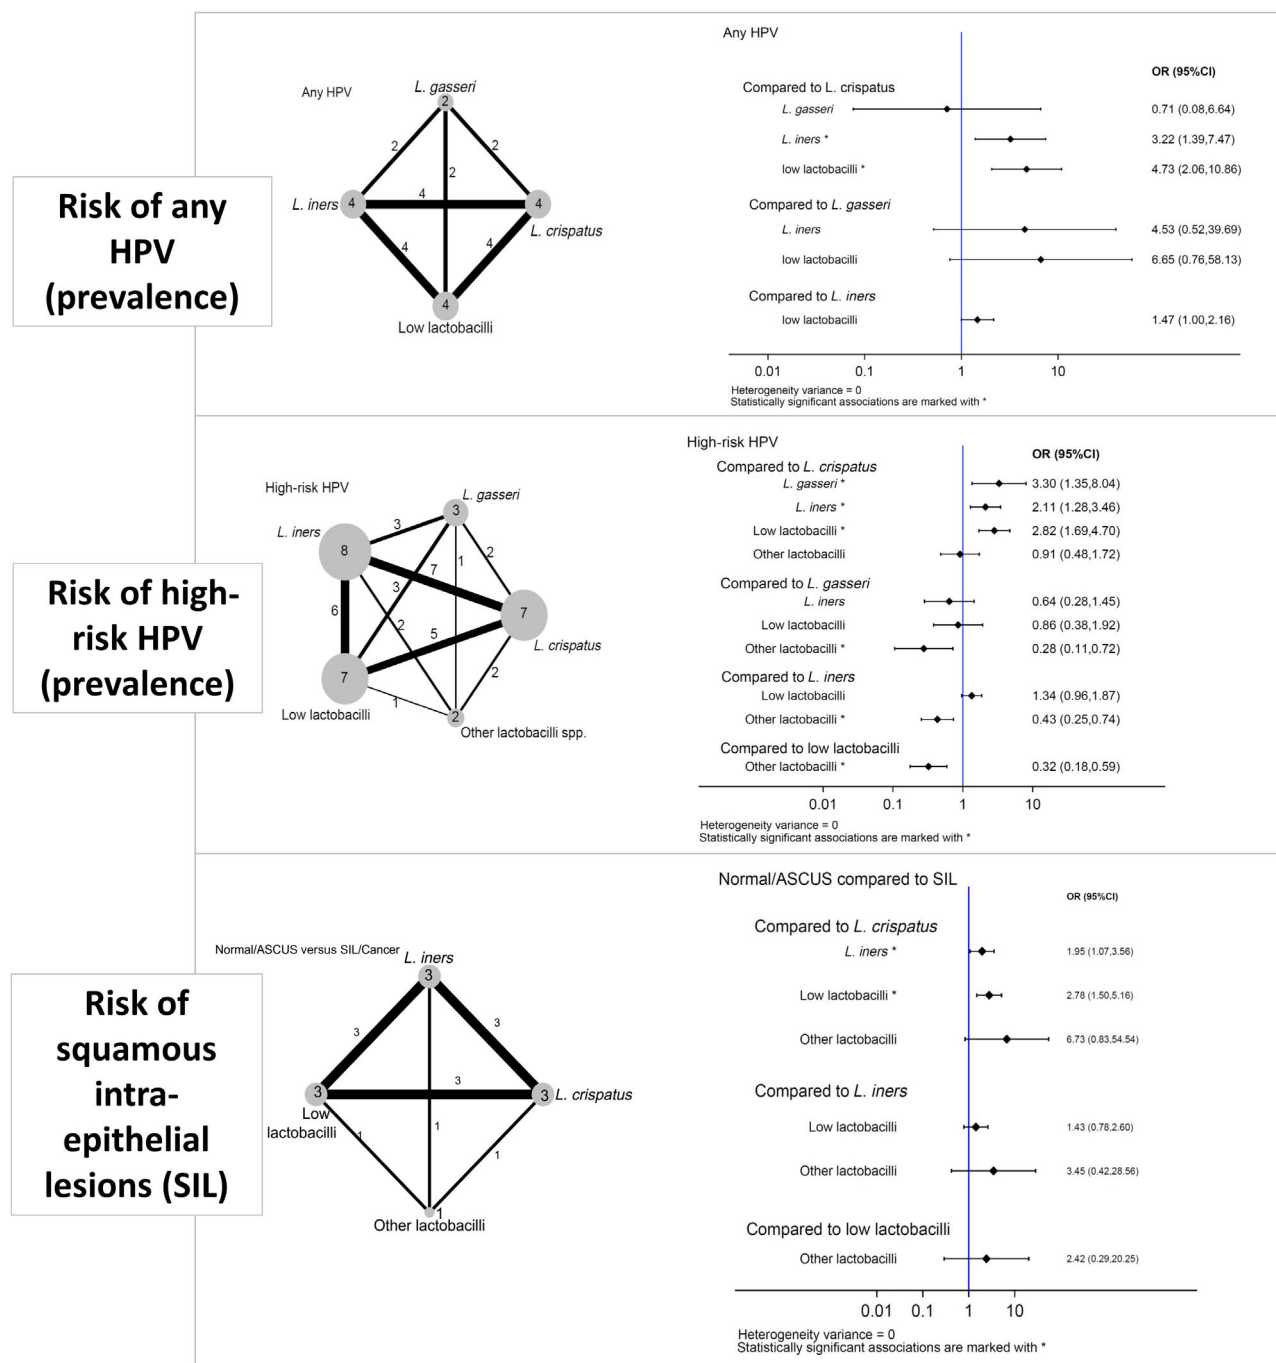 Risk of any
HPV
(prevalence)
Any HPV
L. gasseri
2
2
2
2
L. iners
4
4
4
L. crispatus
4
4
4
Low lactobacilli
Any HPV
OR (95%CI)
Compared to L. crispatus
L. gasseri 0.71 (0.08,6.64)
L. iners * 3.22 (1.39,7.47)
low lactobacilli * 4.73 (2.06,10.86)
Compared to L. gasseri
L. iners 4.53 (0.52,39.69)
low lactobacilli 6.65 (0.76,58.13)
Compared to L. iners
low lactobacilli 1.47 (1.00,2.16)
0.01 0.1 1 10
Heterogeneity variance = 0
Statistically significant associations are marked with *
Risk of high-
risk HPV
(prevalence)
High-risk HPV
L. gasseri
3
L. iners
8
3
1
2
7
3
6
7
L. crispatus
2
5
7
2
1
Low lactobacilli
2
Other lactobacilli spp.
High-risk HPV
OR (95%CI)
Compared to L. crispatus
L. gasseri * 3.30 (1.35,8.04)
L. iners * 2.11 (1.28,3.46)
Low lactobacilli * 2.82 (1.69,4.70)
Other lactobacilli 0.91 (0.48,1.72)
Compared to L. gasseri
L. iners 0.64 (0.28,1.45)
Low lactobacilli 0.86 (0.38,1.92)
Other lactobacilli * 0.28 (0.11,0.72)
Compared to L. iners
Low lactobacilli 1.34 (0.96,1.87)
Other lactobacilli * 0.43 (0.25,0.74)
Compared to low lactobacilli
Other lactobacilli * 0.32 (0.18,0.59)
0.01 0.1 1 10
Heterogeneity variance = 0
Statistically significant associations are marked with *
Risk of
squamous
intra-
epithelial
lesions (SIL)
Normal/ASCUS versus SIL/Cancer
L. iners
3
3
3
3
3
3 L. crispatus
Low
lactobacilli
1
1
1
1
Other lactobacilli
Normal/ASCUS compared to SIL
OR (95%CI)
Compared to L. crispatus
L. iners * 1.95 (1.07,3.56)
Low lactobacilli * 2.78 (1.50,5.16)
Other lactobacilli 6.73 (0.83,54.54)
Compared to L. iners
Low lactobacilli 1.43 (0.78,2.60)
Other lactobacilli 3.45 (0.42,28.56)
Compared to low lactobacilli
Other lactobacilli 2.42 (0.29,20.25)
0.01 0.1 1 10
Heterogeneity variance = 0
Statistically significant associations are marked with *